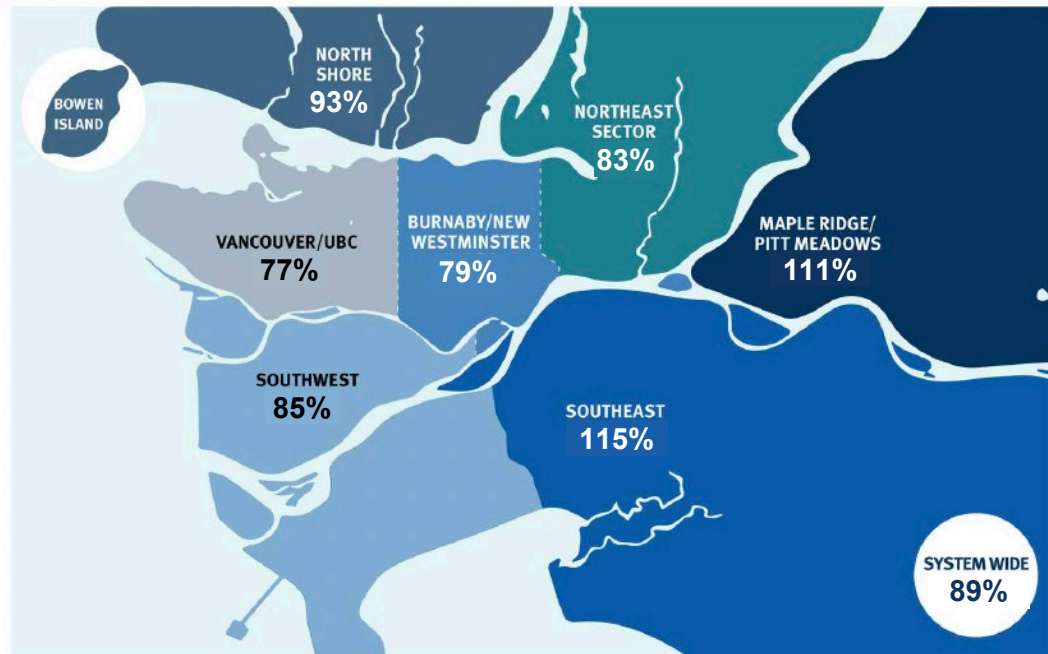 NORTH
SHORE
93%
BOWEN
ISLAND
NORTHEAST
SECTOR
83%
VANCOUVER/UBC
77%
BURNABY/NEW
WESTMINSTER
79%
MAPLE RIDGE/
PITT MEADOWS
111%
SOUTHWEST
85%
SOUTHEAST
115%
SYSTEM WIDE
89%